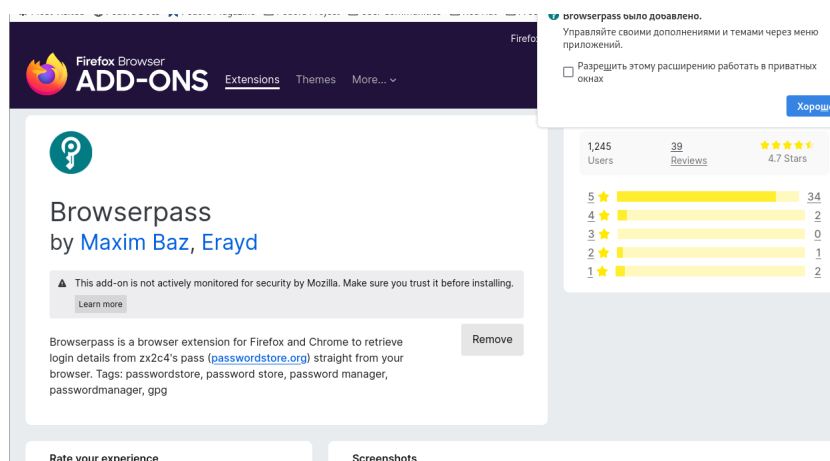 Browserpass было добавлено.
Управляйте своими дополнениями и темами через меню
приложений.
Разрешить этому расширению работать в приватных
окнах
Хорошо
Firefox Browser
ADD-ONS
Extensions
Themes
More...
Browserpass
by Maxim Baz, Erayd
This add-on is not actively monitored for security by Mozilla. Make sure you trust it before installing.
Learn more
Browserpass is a browser extension for Firefox and Chrome to retrieve
login details from zx2c4's pass (passwordstore.org) straight from your
browser. Tags: passwordstore, password store, password manager,
passwordmanager, gpg
Remove
1,245
Users
39
Reviews
4.7 Stars
5 34
4 2
3 0
2 1
1 2
Rate your experience
Screenshots